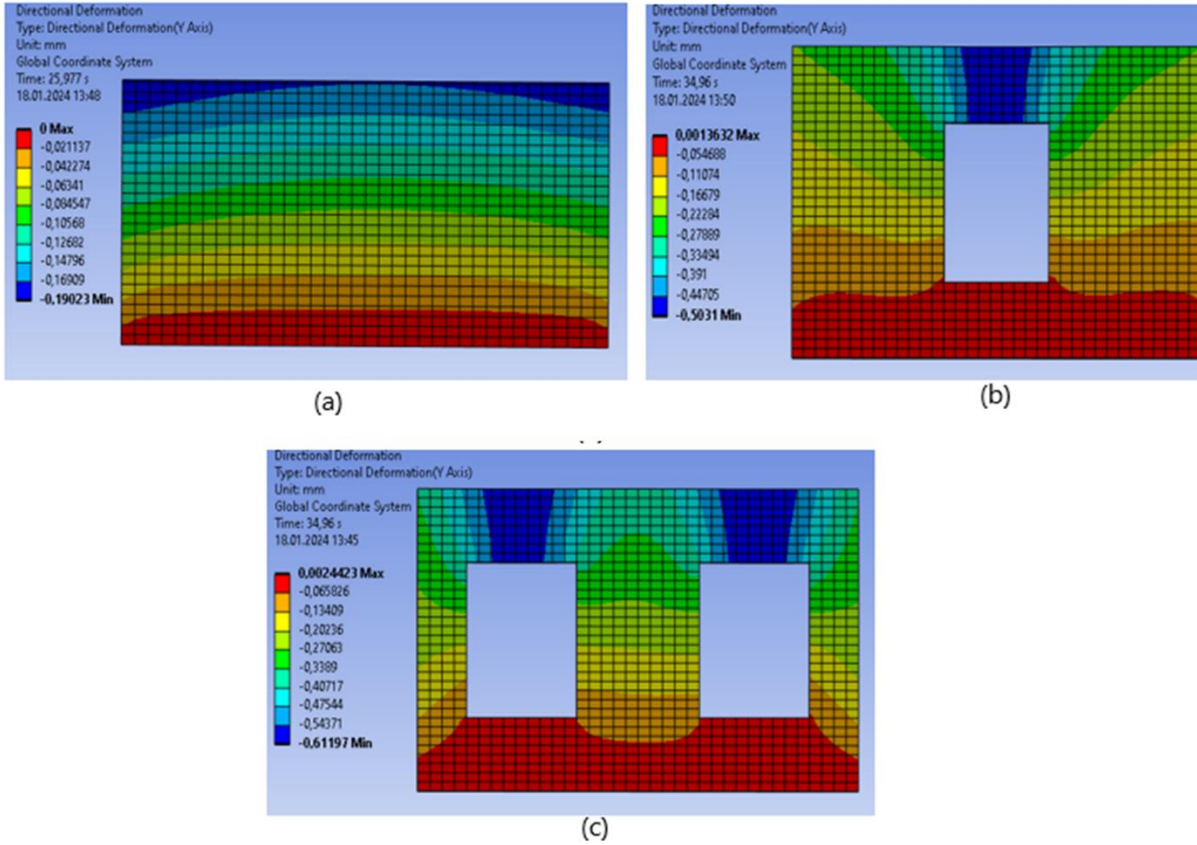 Directional Deformation
Type: Directional Deformation(Y Axis)
Unit: mm
Global Coordinate System
Time: 25,977 s
18.01.2024 13:48
0 Max
-0,021137
-0,042274
-0,06341
-0,084547
-0,10568
-0,12682
-0,14796
-0,16909
-0,19023 Min
(a)
Directional Deformation
Type: Directional Deformation(Y Axis)
Unit: mm
Global Coordinate System
Time: 34,96 s
18.01.2024 13:50
0,0013632 Max
-0,054688
-0,11074
-0,16679
-0,22284
-0,27889
-0,33494
-0,391
-0,44705
-0,5031 Min
(b)
Directional Deformation
Type: Directional Deformation(Y Axis)
Unit: mm
Global Coordinate System
Time: 34,96 s
18.01.2024 13:45
0,0024423 Max
-0,065826
-0,13409
-0,20236
-0,27063
-0,3389
-0,40717
-0,47544
-0,54371
-0,61197 Min
(c)